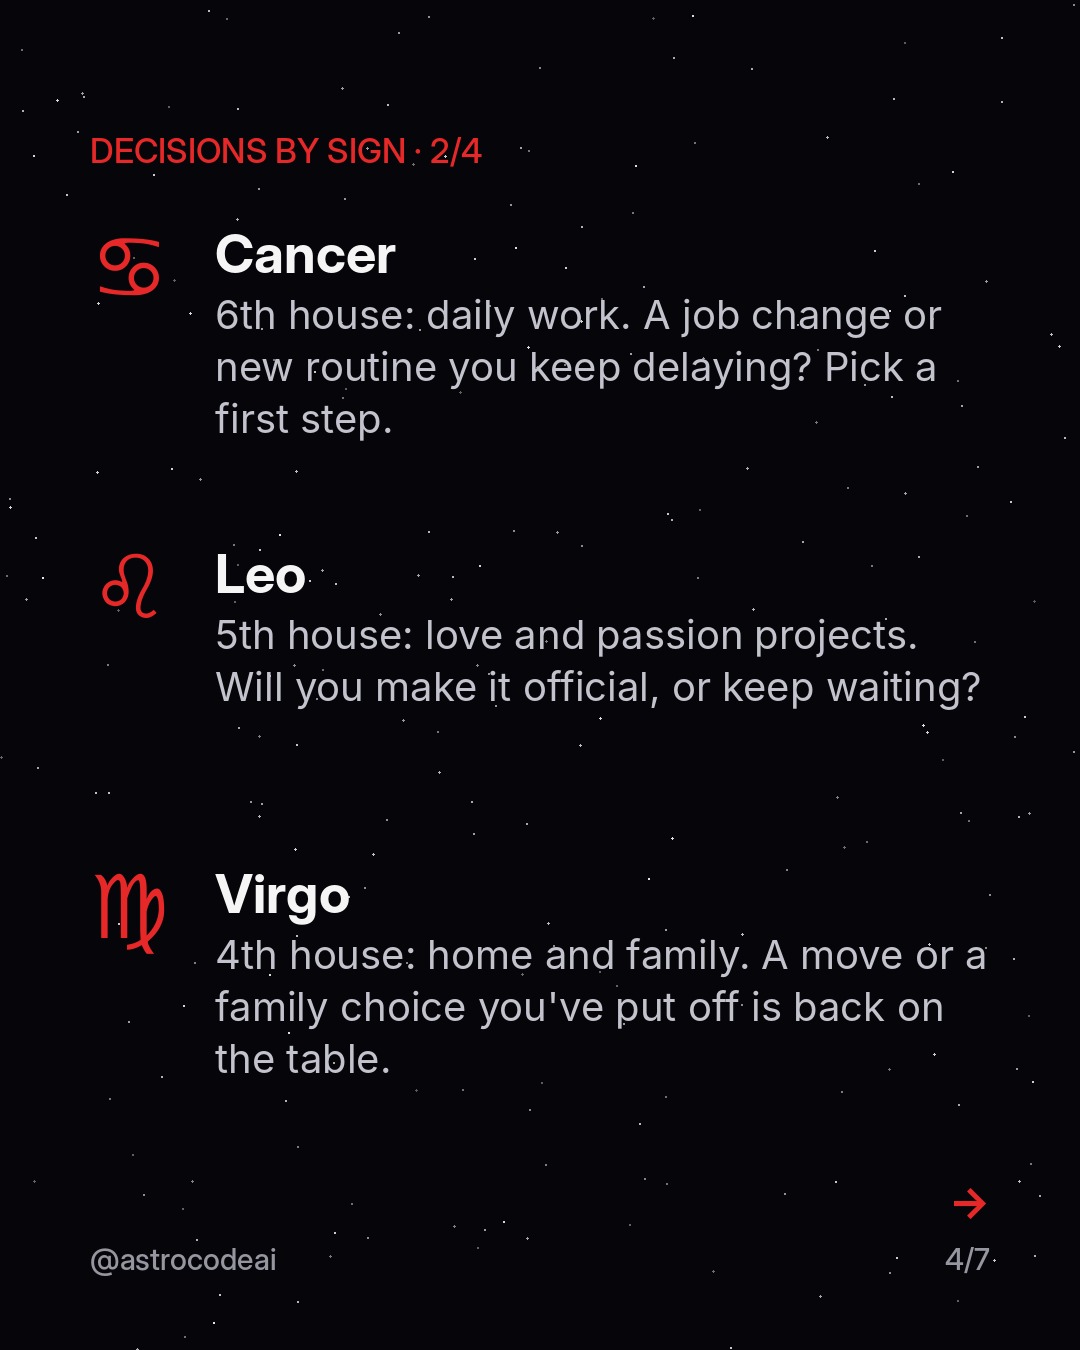 DECISIONS BY SIGN · 2/4
♋ Cancer
6th house: daily work. A job change or
new routine you keep delaying? Pick a
first step.
♌ Leo
5th house: love and passion projects.
Will you make it official, or keep waiting?
♍ Virgo
4th house: home and family. A move or a
family choice you've put off is back on
the table.
→
@astrocodeai
4/7